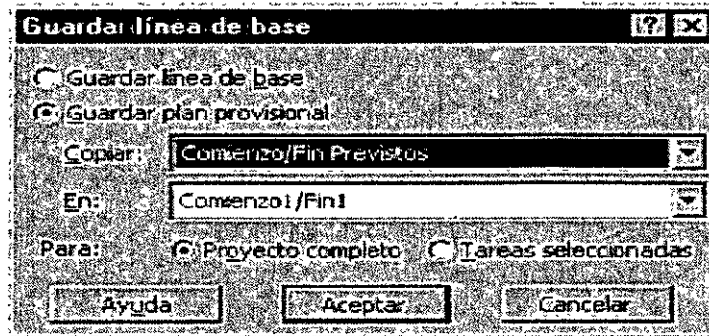 Guardar línea de base
Guardar línea de base
Guardar plan provisional
Copiar: Comienzo/Fin Previstos
En: Comienzo1/Fin1
Para: Proyecto completo Tareas seleccionadas
Ayuda Aceptar Cancelar